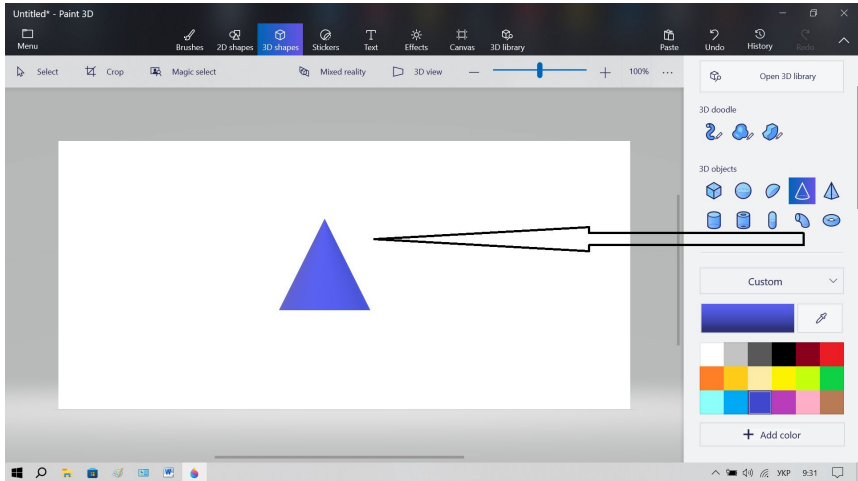 Untitled* - Paint 3D
Menu
Brushes 2D shapes 3D shapes Stickers Text Effects Canvas 3D library Paste Undo History Redo
Select Crop Magic select Mixed reality 3D view 100% ...
Open 3D library
3D doodle
3D objects
Custom
+ Add color
УКР 9:31